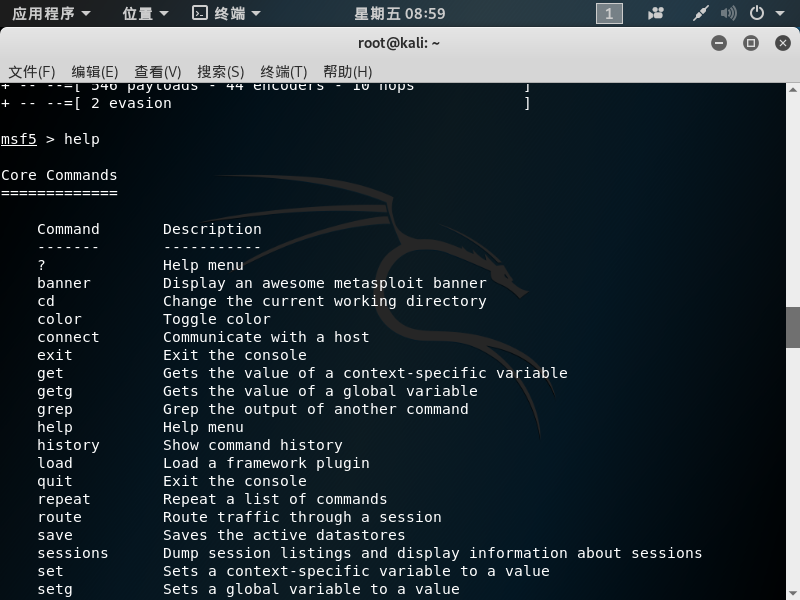 应用程序 位置 终端 星期五 08:59 1
root@kali: ~
文件(F) 编辑(E) 查看(V) 搜索(S) 终端(T) 帮助(H)
+ -- --=[ 546 payloads - 44 encoders - 10 nops ]
+ -- --=[ 2 evasion ]
msf5 > help
Core Commands
=============
Command Description
------- -----------
? Help menu
banner Display an awesome metasploit banner
cd Change the current working directory
color Toggle color
connect Communicate with a host
exit Exit the console
get Gets the value of a context-specific variable
getg Gets the value of a global variable
grep Grep the output of another command
help Help menu
history Show command history
load Load a framework plugin
quit Exit the console
repeat Repeat a list of commands
route Route traffic through a session
save Saves the active datastores
sessions Dump session listings and display information about sessions
set Sets a context-specific variable to a value
setg Sets a global variable to a value